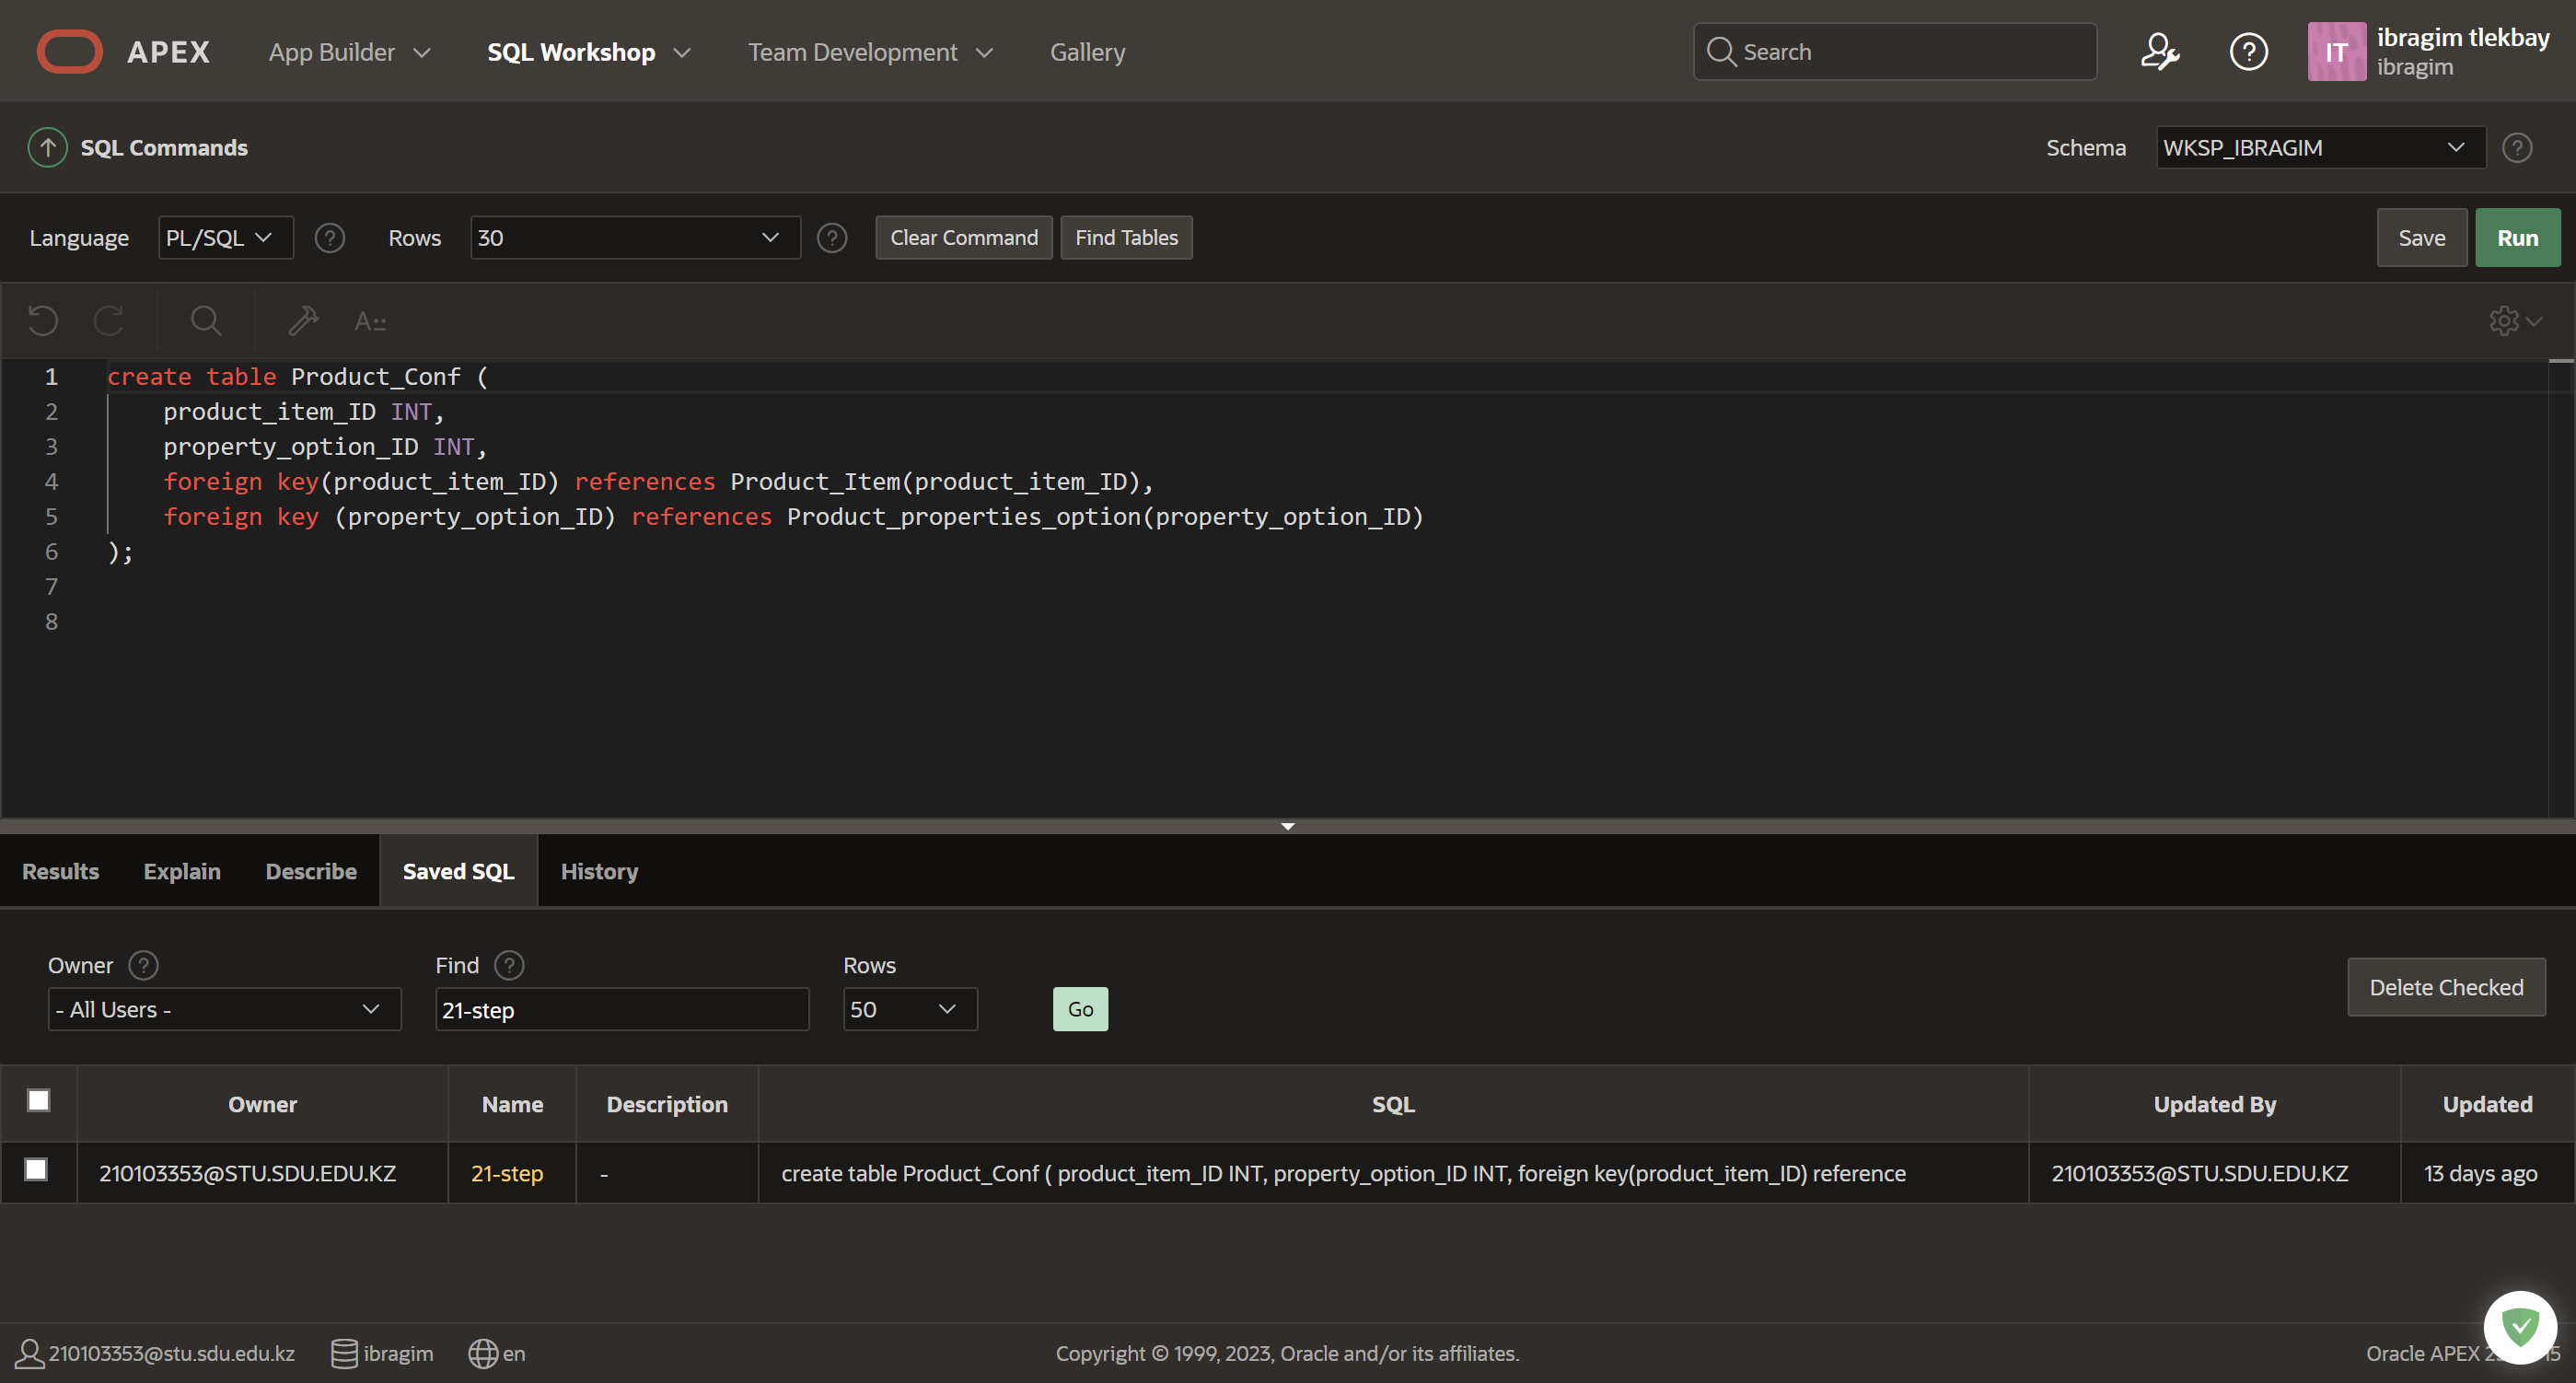 APEX App Builder SQL Workshop Team Development Gallery Search IT ibragim tlekbay
ibragim
SQL Commands Schema WKSP_IBRAGIM
Language PL/SQL Rows 30 Clear Command Find Tables Save Run
1 create table Product_Conf (
2 product_item_ID INT,
3 property_option_ID INT,
4 foreign key(product_item_ID) references Product_Item(product_item_ID),
5 foreign key (property_option_ID) references Product_properties_option(property_option_ID)
6 );
7
8
Results Explain Describe Saved SQL History
Owner Find Rows
- All Users - 21-step 50 Go Delete Checked
Owner Name Description SQL Updated By Updated
210103353@STU.SDU.EDU.KZ 21-step - create table Product_Conf ( product_item_ID INT, property_option_ID INT, foreign key(product_item_ID) reference 210103353@STU.SDU.EDU.KZ 13 days ago
210103353@stu.sdu.edu.kz ibragim en Copyright © 1999, 2023, Oracle and/or its affiliates. Oracle APEX